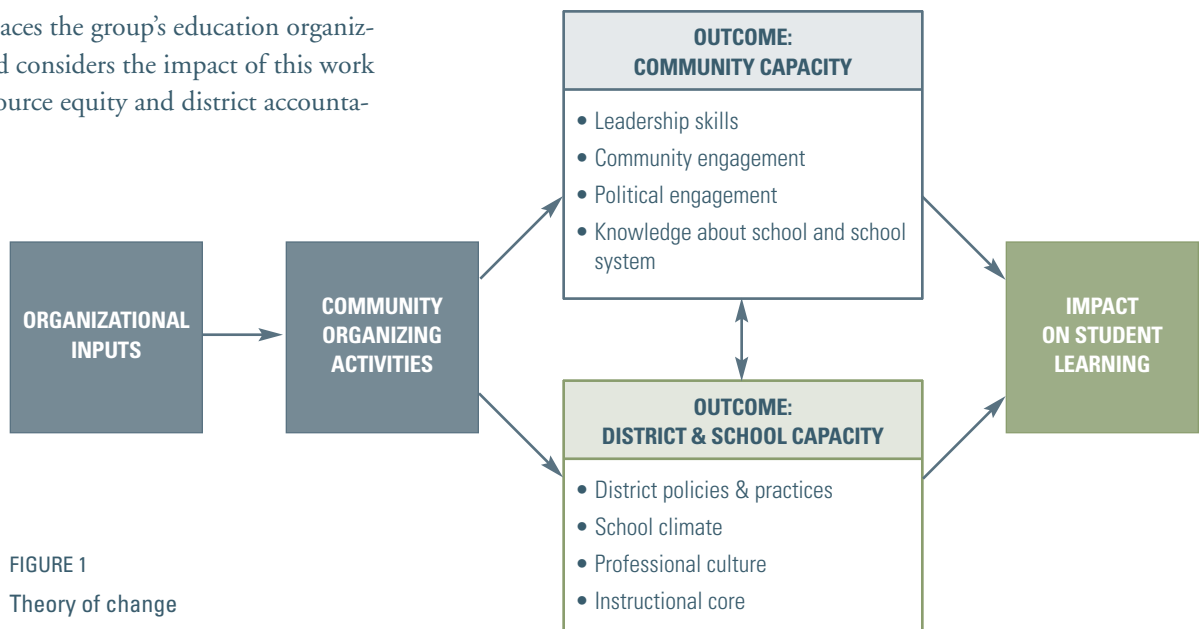 aces the group's education organiz-
d considers the impact of this work
ource equity and district accounta-
ORGANIZATIONAL
INPUTS
COMMUNITY
ORGANIZING
ACTIVITIES
OUTCOME:
COMMUNITY CAPACITY
• Leadership skills
• Community engagement
• Political engagement
• Knowledge about school and school
system
OUTCOME:
DISTRICT & SCHOOL CAPACITY
• District policies & practices
• School climate
• Professional culture
• Instructional core
IMPACT
ON STUDENT
LEARNING
FIGURE 1
Theory of change